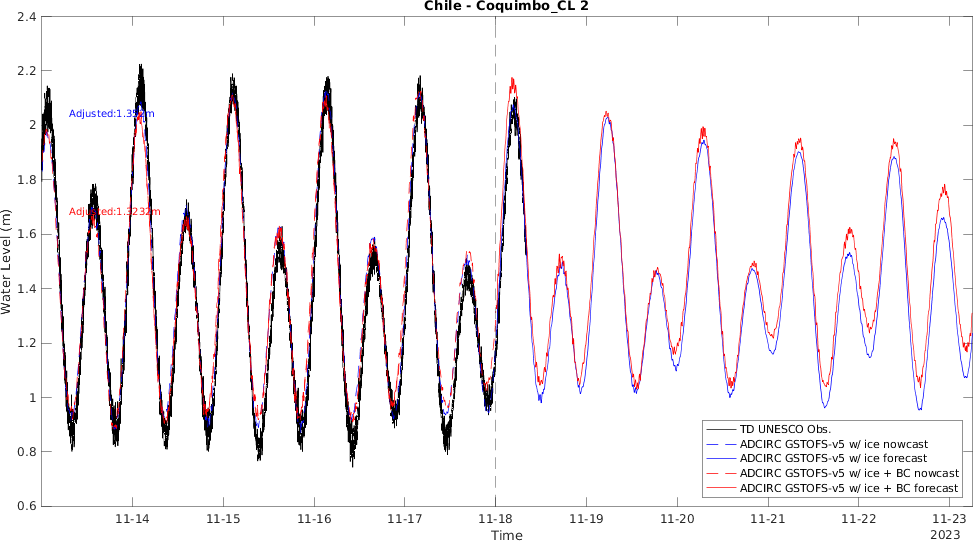 Chile - Coquimbo_CL 2
2.4
2.2
2
1.8
1.6
1.4
1.2
1
0.8
0.6
Water Level (m)
Adjusted:1.352m
Adjusted:1.3232m
TD UNESCO Obs.
ADCIRC GSTOFS-v5 w/ ice nowcast
ADCIRC GSTOFS-v5 w/ ice forecast
ADCIRC GSTOFS-v5 w/ ice + BC nowcast
ADCIRC GSTOFS-v5 w/ ice + BC forecast
11-14 11-15 11-16 11-17 11-18 11-19 11-20 11-21 11-22 11-23
Time
2023